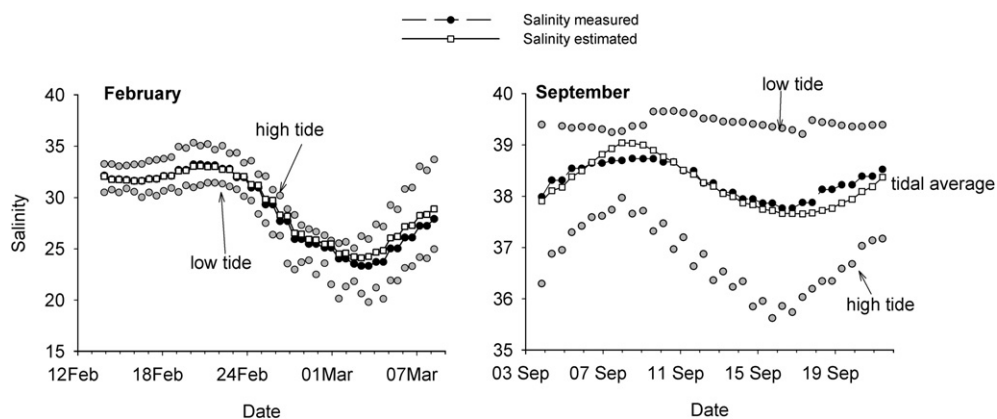 Salinity measured
Salinity estimated
February
40
35
30
25
20
15
Salinity
high tide
low tide
12Feb 18Feb 24Feb 01Mar 07Mar
Date
September
40
39
38
37
36
35
low tide
tidal average
high tide
03 Sep 07 Sep 11 Sep 15 Sep 19 Sep
Date